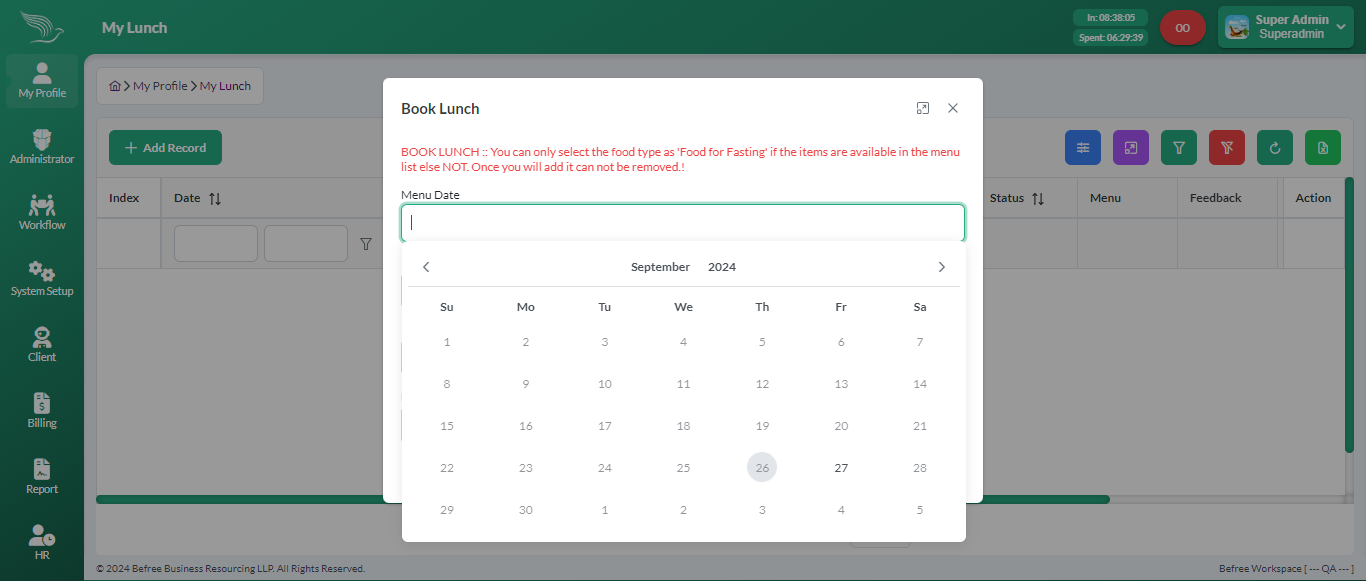 My Lunch
In: 08:38:05
Spent: 06:29:39
00
Super Admin
Superadmin
My Profile
Administrator
Workflow
System Setup
Client
Billing
Report
HR
My Profile
My Lunch
Add Record
Index
Date
Status
Menu
Feedback
Action
Book Lunch
BOOK LUNCH :: You can only select the food type as 'Food for Fasting' if the items are available in the menu
list else NOT. Once you will add it can not be removed.!
Menu Date
September 2024
Su Mo Tu We Th Fr Sa
1 2 3 4 5 6 7
8 9 10 11 12 13 14
15 16 17 18 19 20 21
22 23 24 25 26 27 28
29 30 1 2 3 4 5
© 2024 Befree Business Resourcing LLP. All Rights Reserved.
Befree Workspace [ --- QA --- ]